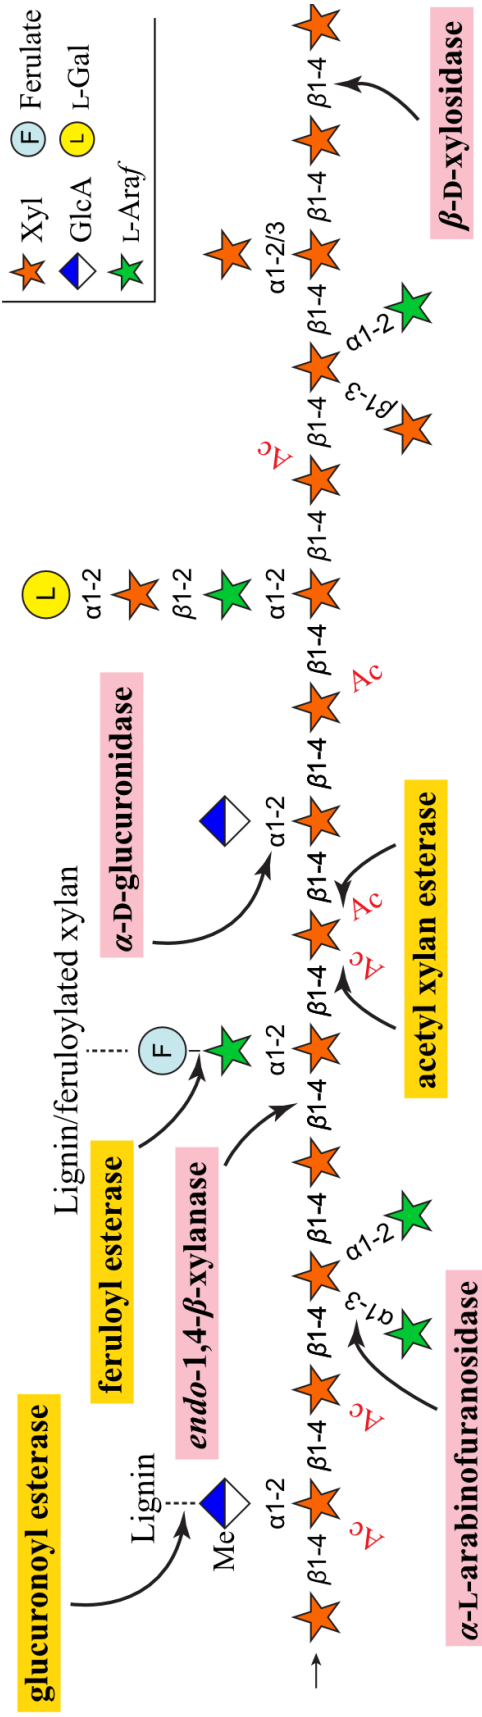 glucuronoyl esterase
feruloyl esterase
Lignin/feruloylated xylan
α-D-glucuronidase
endo-1,4-β-xylanase
Lignin
Me
F
L
Xyl
F Ferulate
GlcA
L L-Gal
L-Araf
α1-2
β1-2
α1-2 α1-2 α1-2 α1-2 α1-2/3
Ac
→ β1-4 β1-4 β1-4 β1-4 β1-4 β1-4 β1-4 β1-4 β1-4 β1-4 β1-4 β1-4 β1-4 β1-4
Ac Ac α1-3 α1-2 Ac Ac Ac β1-3 α1-2
α-L-arabinofuranosidase
acetyl xylan esterase
β-D-xylosidase